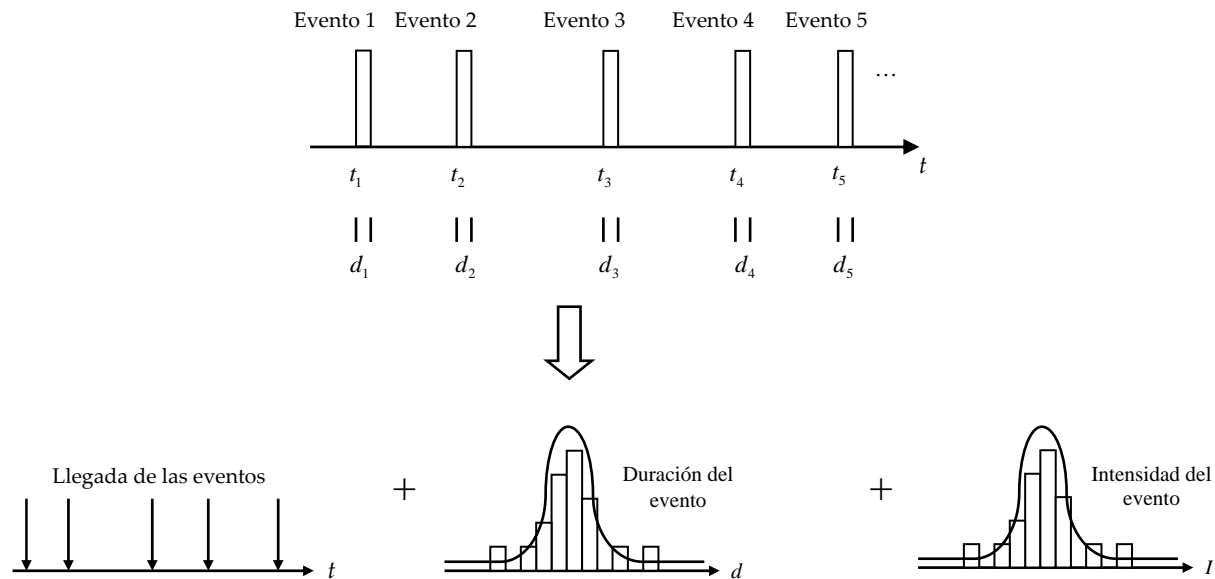 Evento 1 Evento 2 Evento 3 Evento 4 Evento 5
...
t
t₁ t₂ t₃ t₄ t₅
d₁ d₂ d₃ d₄ d₅
Llegada de las eventos
t
+
Duración del
evento
d
+
Intensidad del
evento
I